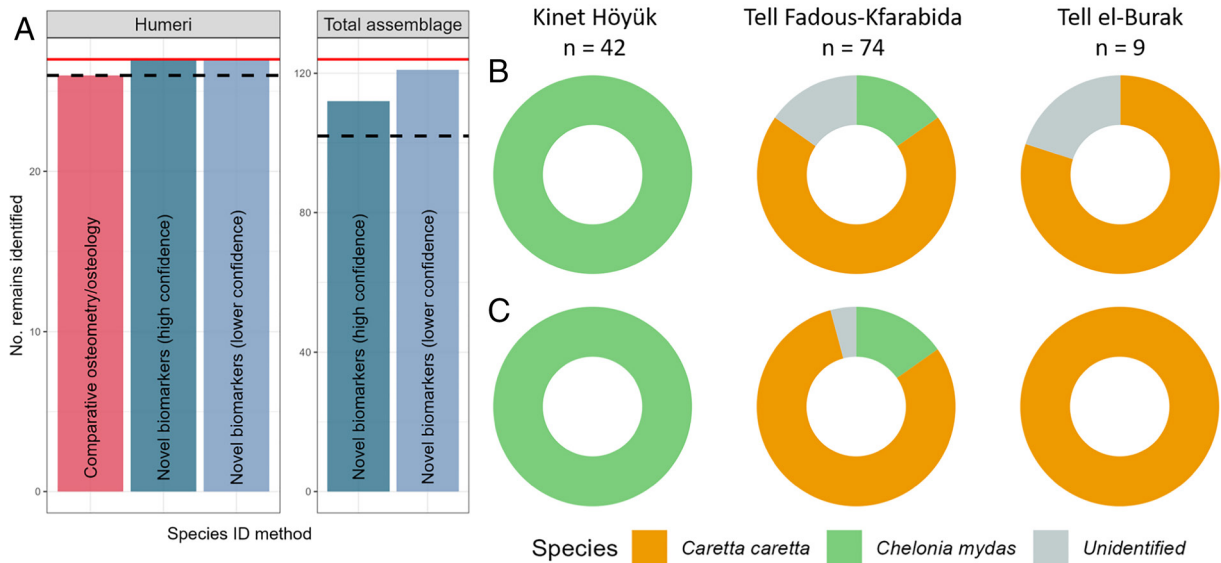 A
Humeri
Total assemblage
No. remains identified
20
10
0
120
80
40
0
Comparative osteometry/osteology
Novel biomarkers (high confidence)
Novel biomarkers (lower confidence)
Novel biomarkers (high confidence)
Novel biomarkers (lower confidence)
Species ID method
Kinet Höyük
n = 42
Tell Fadous-Kfarabida
n = 74
Tell el-Burak
n = 9
B
C
Species
Caretta caretta
Chelonia mydas
Unidentified